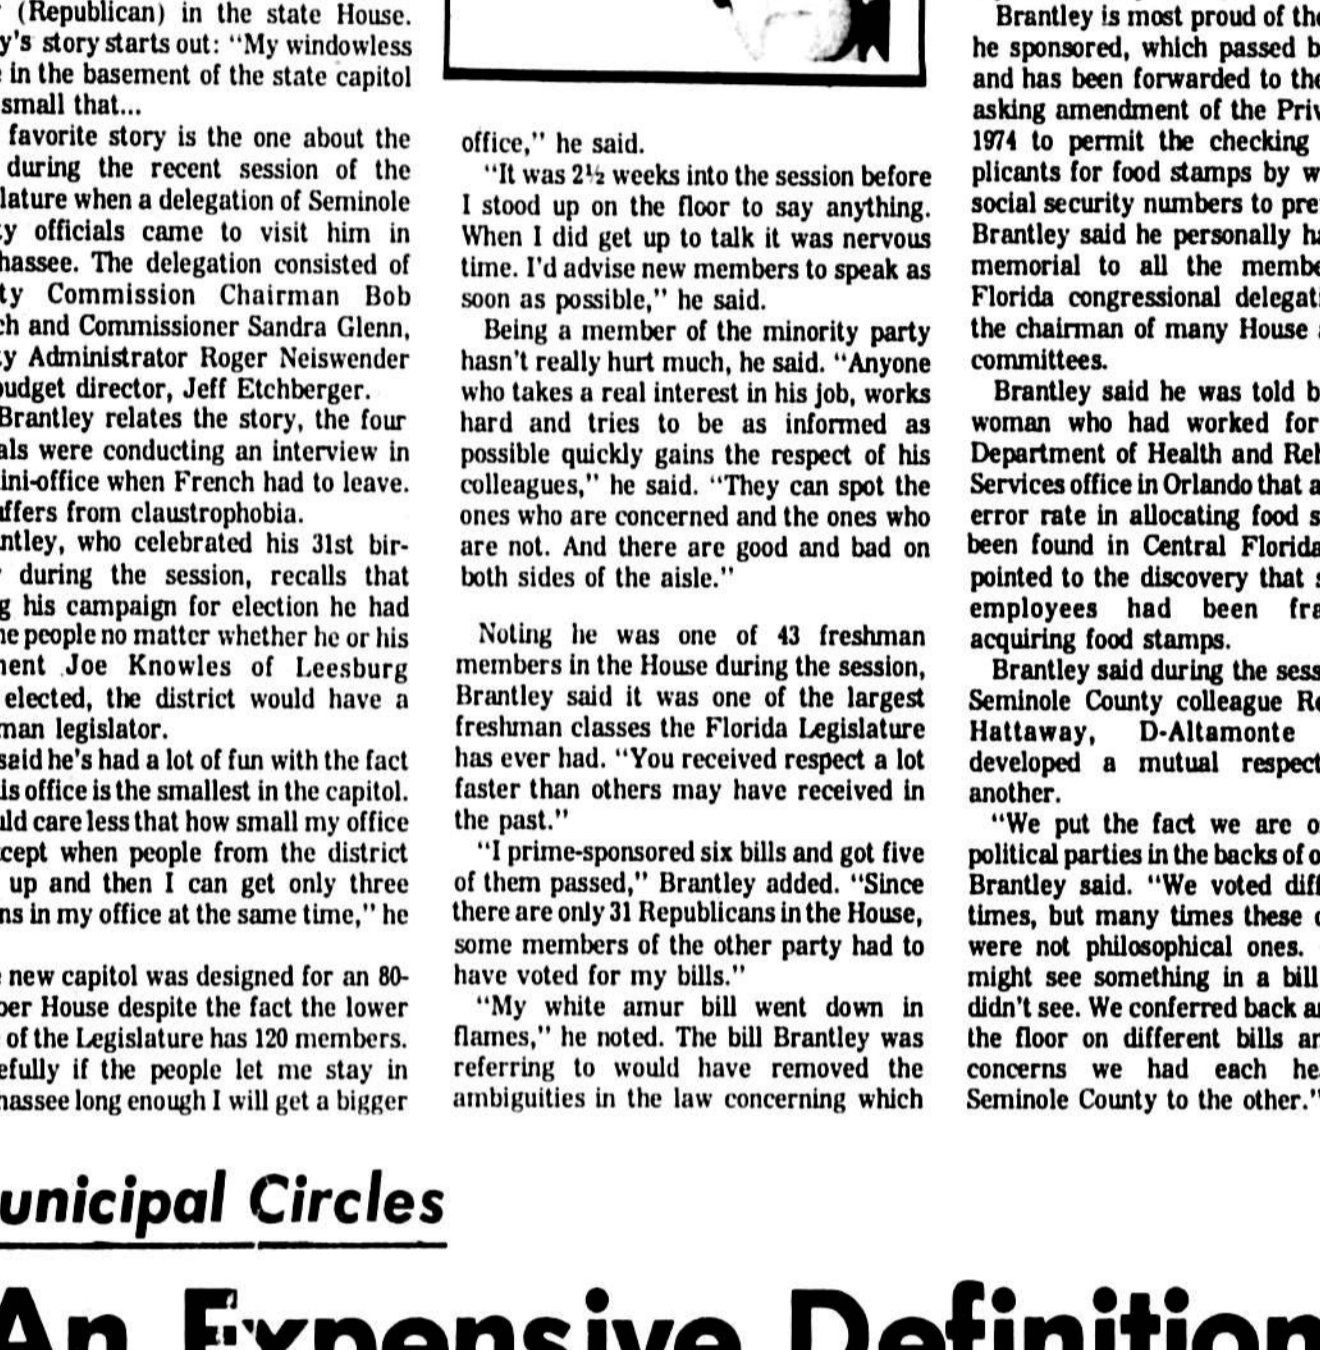 (Republican) in the state House.
y's story starts out: "My windowless
in the basement of the state capitol
small that...
favorite story is the one about the
during the recent session of the
lature when a delegation of Seminole
y officials came to visit him in
hassee. The delegation consisted of
ty Commission Chairman Bob
ch and Commissioner Sandra Glenn,
y Administrator Roger Neiswender
budget director, Jeff Etchberger.
Brantley relates the story, the four
als were conducting an interview in
ini-office when French had to leave.
ffers from claustrophobia.
ntley, who celebrated his 31st bir-
during the session, recalls that
g his campaign for election he had
he people no matter whether he or his
nent Joe Knowles of Leesburg
elected, the district would have a
man legislator.
said he's had a lot of fun with the fact
is office is the smallest in the capitol.
ld care less that how small my office
cept when people from the district
up and then I can get only three
ns in my office at the same time," he
new capitol was designed for an 80-
ber House despite the fact the lower
of the Legislature has 120 members.
efully if the people let me stay in
hassee long enough I will get a bigger
office," he said.
"It was 2½ weeks into the session before
I stood up on the floor to say anything.
When I did get up to talk it was nervous
time. I'd advise new members to speak as
soon as possible," he said.
Being a member of the minority party
hasn't really hurt much, he said. "Anyone
who takes a real interest in his job, works
hard and tries to be as informed as
possible quickly gains the respect of his
colleagues," he said. "They can spot the
ones who are concerned and the ones who
are not. And there are good and bad on
both sides of the aisle."
Noting he was one of 43 freshman
members in the House during the session,
Brantley said it was one of the largest
freshman classes the Florida Legislature
has ever had. "You received respect a lot
faster than others may have received in
the past."
"I prime-sponsored six bills and got five
of them passed," Brantley added. "Since
there are only 31 Republicans in the House,
some members of the other party had to
have voted for my bills."
"My white amur bill went down in
flames," he noted. The bill Brantley was
referring to would have removed the
ambiguities in the law concerning which
Brantley is most proud of the
he sponsored, which passed b
and has been forwarded to the
asking amendment of the Priv
1974 to permit the checking
plicants for food stamps by w
social security numbers to pre
Brantley said he personally ha
memorial to all the membe
Florida congressional delegati
the chairman of many House
committees.
Brantley said he was told b
woman who had worked for
Department of Health and Reh
Services office in Orlando that a
error rate in allocating food s
been found in Central Florida
pointed to the discovery that s
employees had been fra
acquiring food stamps.
Brantley said during the sess
Seminole County colleague Ro
Hattaway, D-Altamonte
developed a mutual respect
another.
"We put the fact we are o
political parties in the backs of o
Brantley said. "We voted diff
times, but many times these d
were not philosophical ones.
might see something in a bill
didn't see. We conferred back a
the floor on different bills an
concerns we had each he
Seminole County to the other."
unicipal Circles
An Expensive Definition